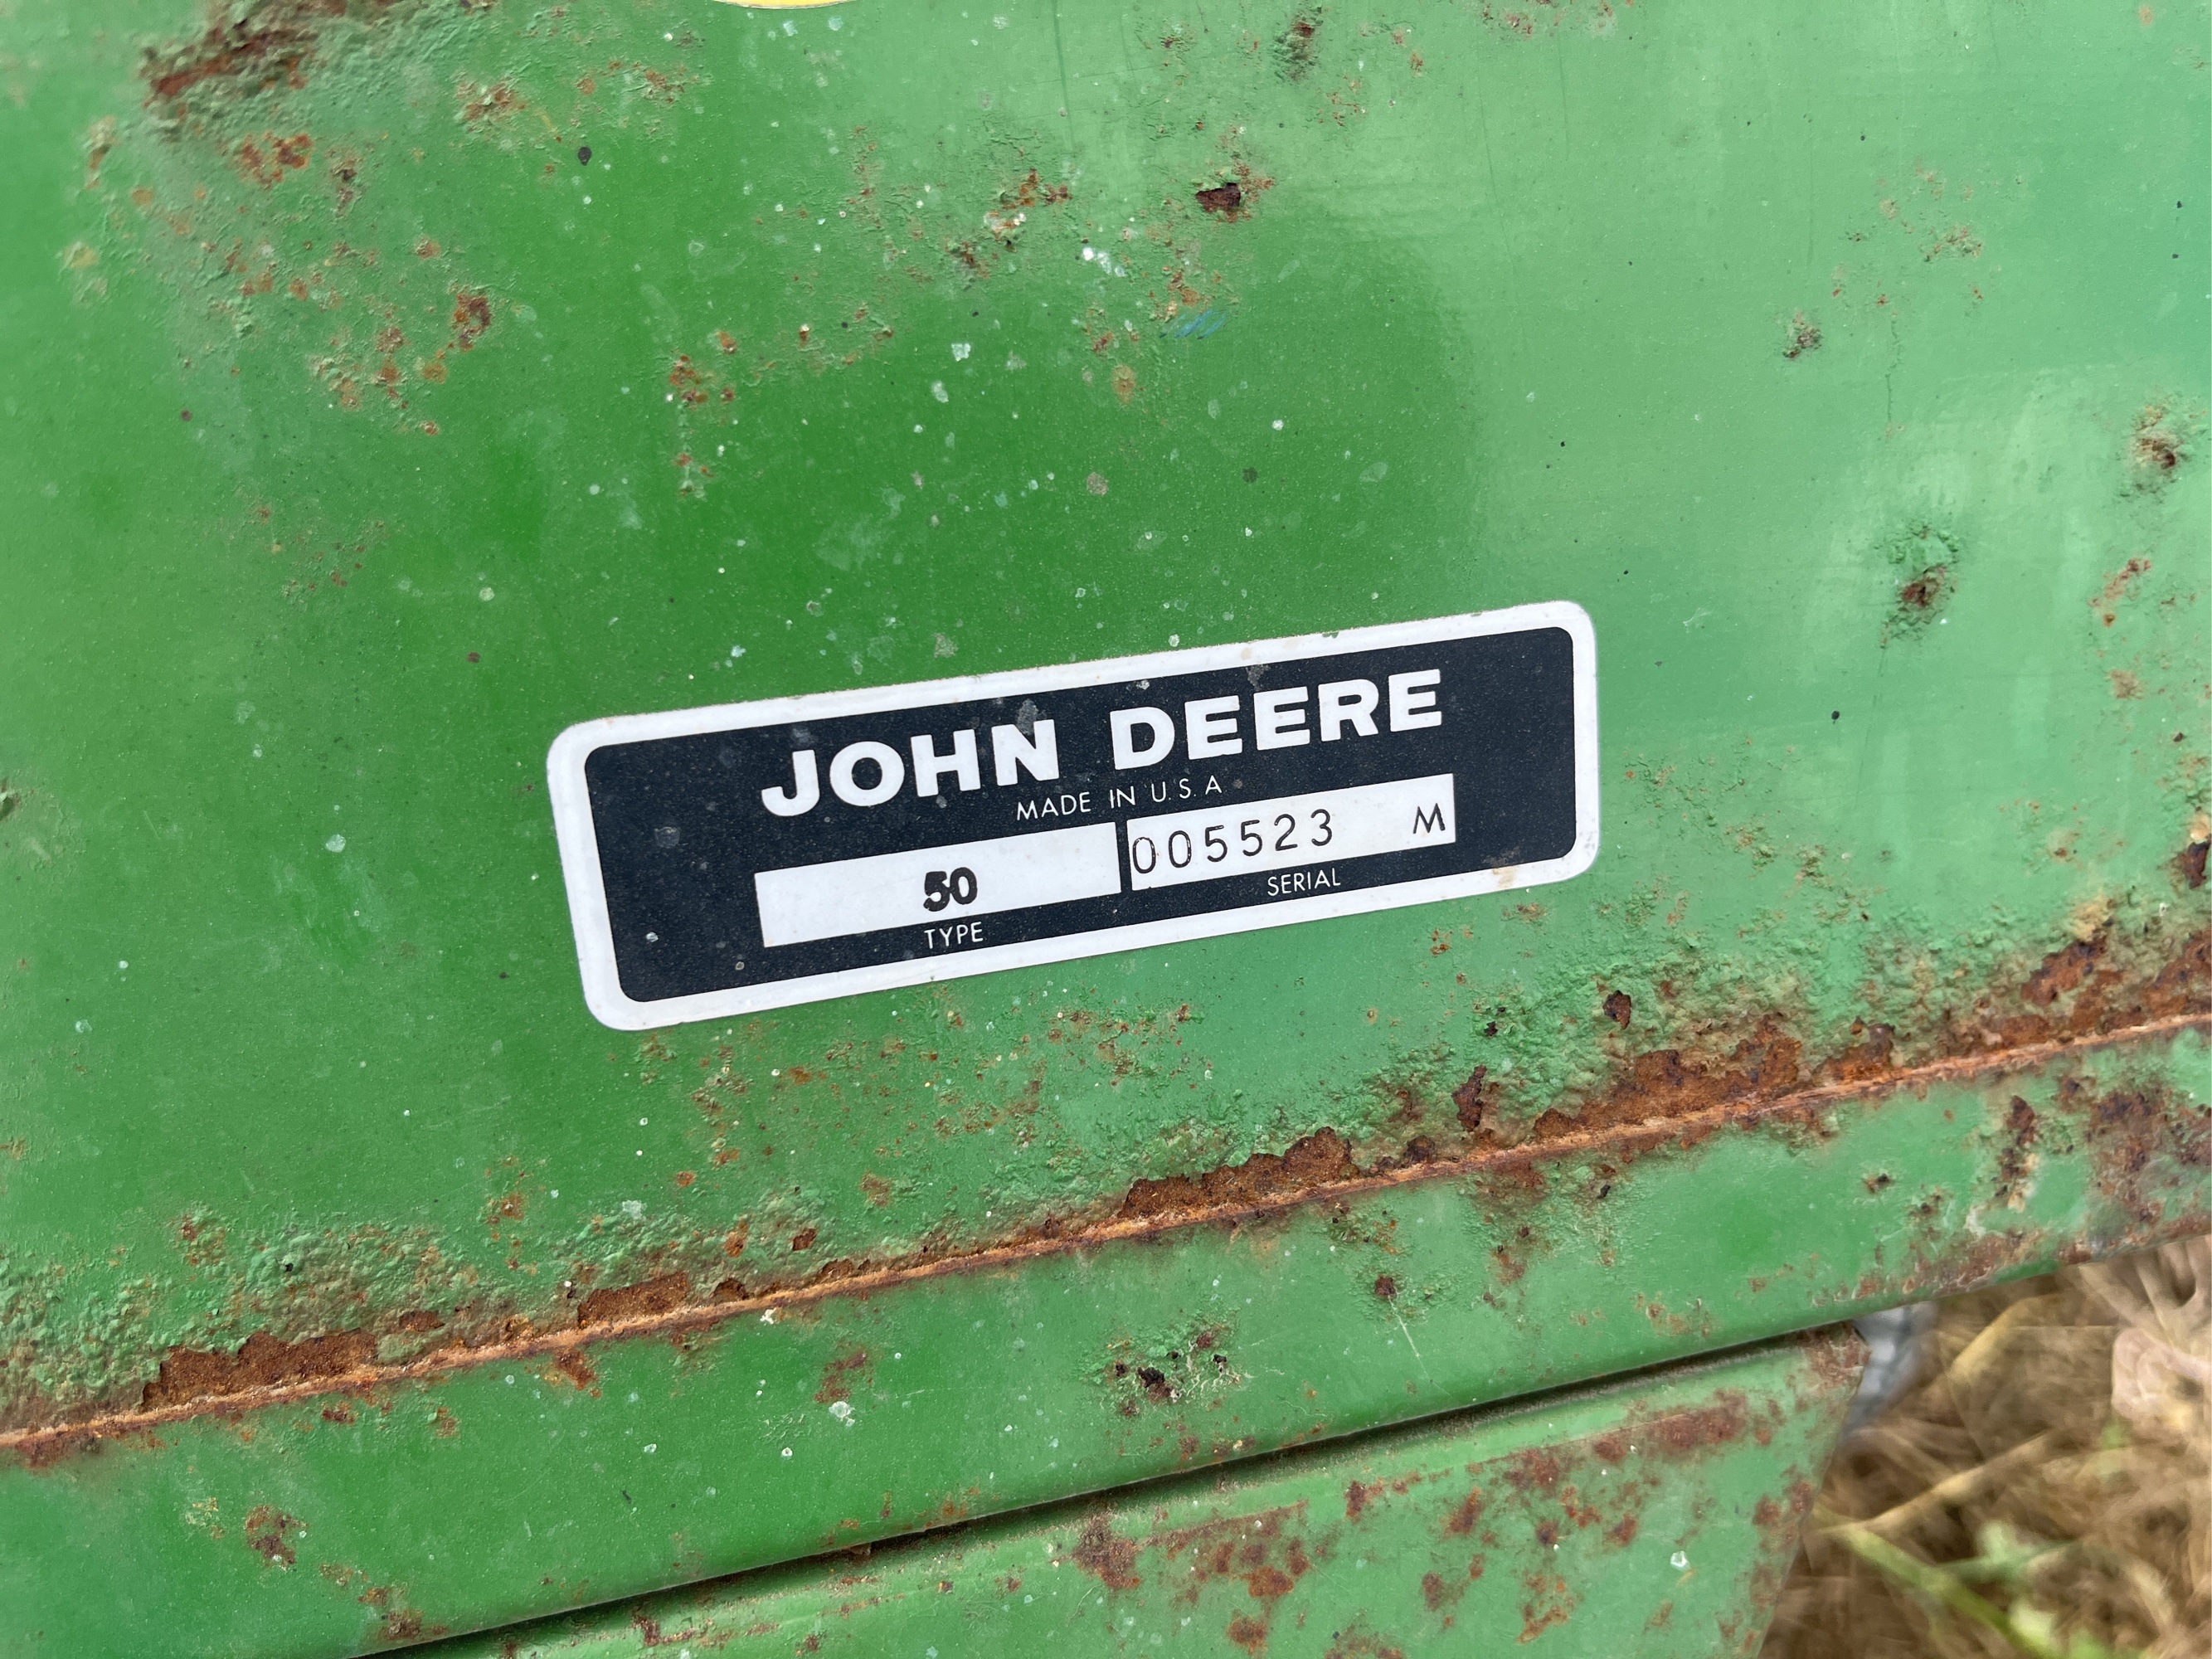 JOHN DEERE
MADE IN U.S.A
50 005523 M
TYPE SERIAL